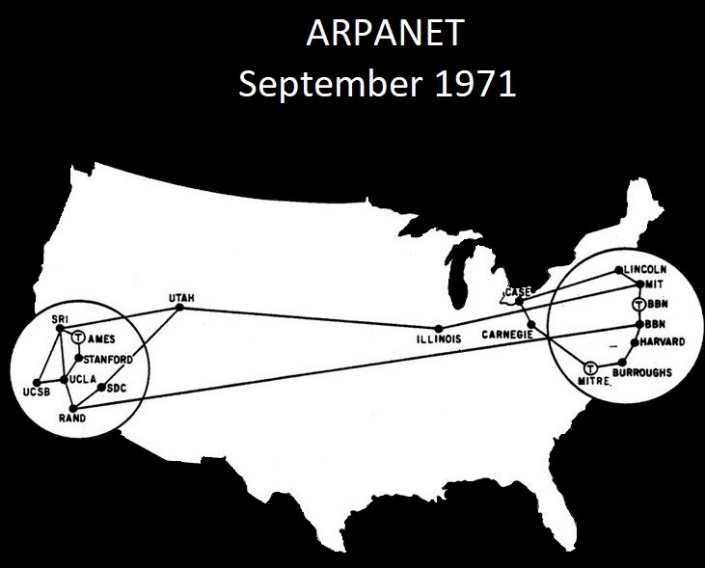 ARPANET
September 1971
LINCOLN
CASE
MIT
UTAH
T BBN
SRI
BBN
T AMES
ILLINOIS
CARNEGIE
HARVARD
STANFORD
T
BURROUGHS
UCLA
MITRE
UCSB
SDC
RAND